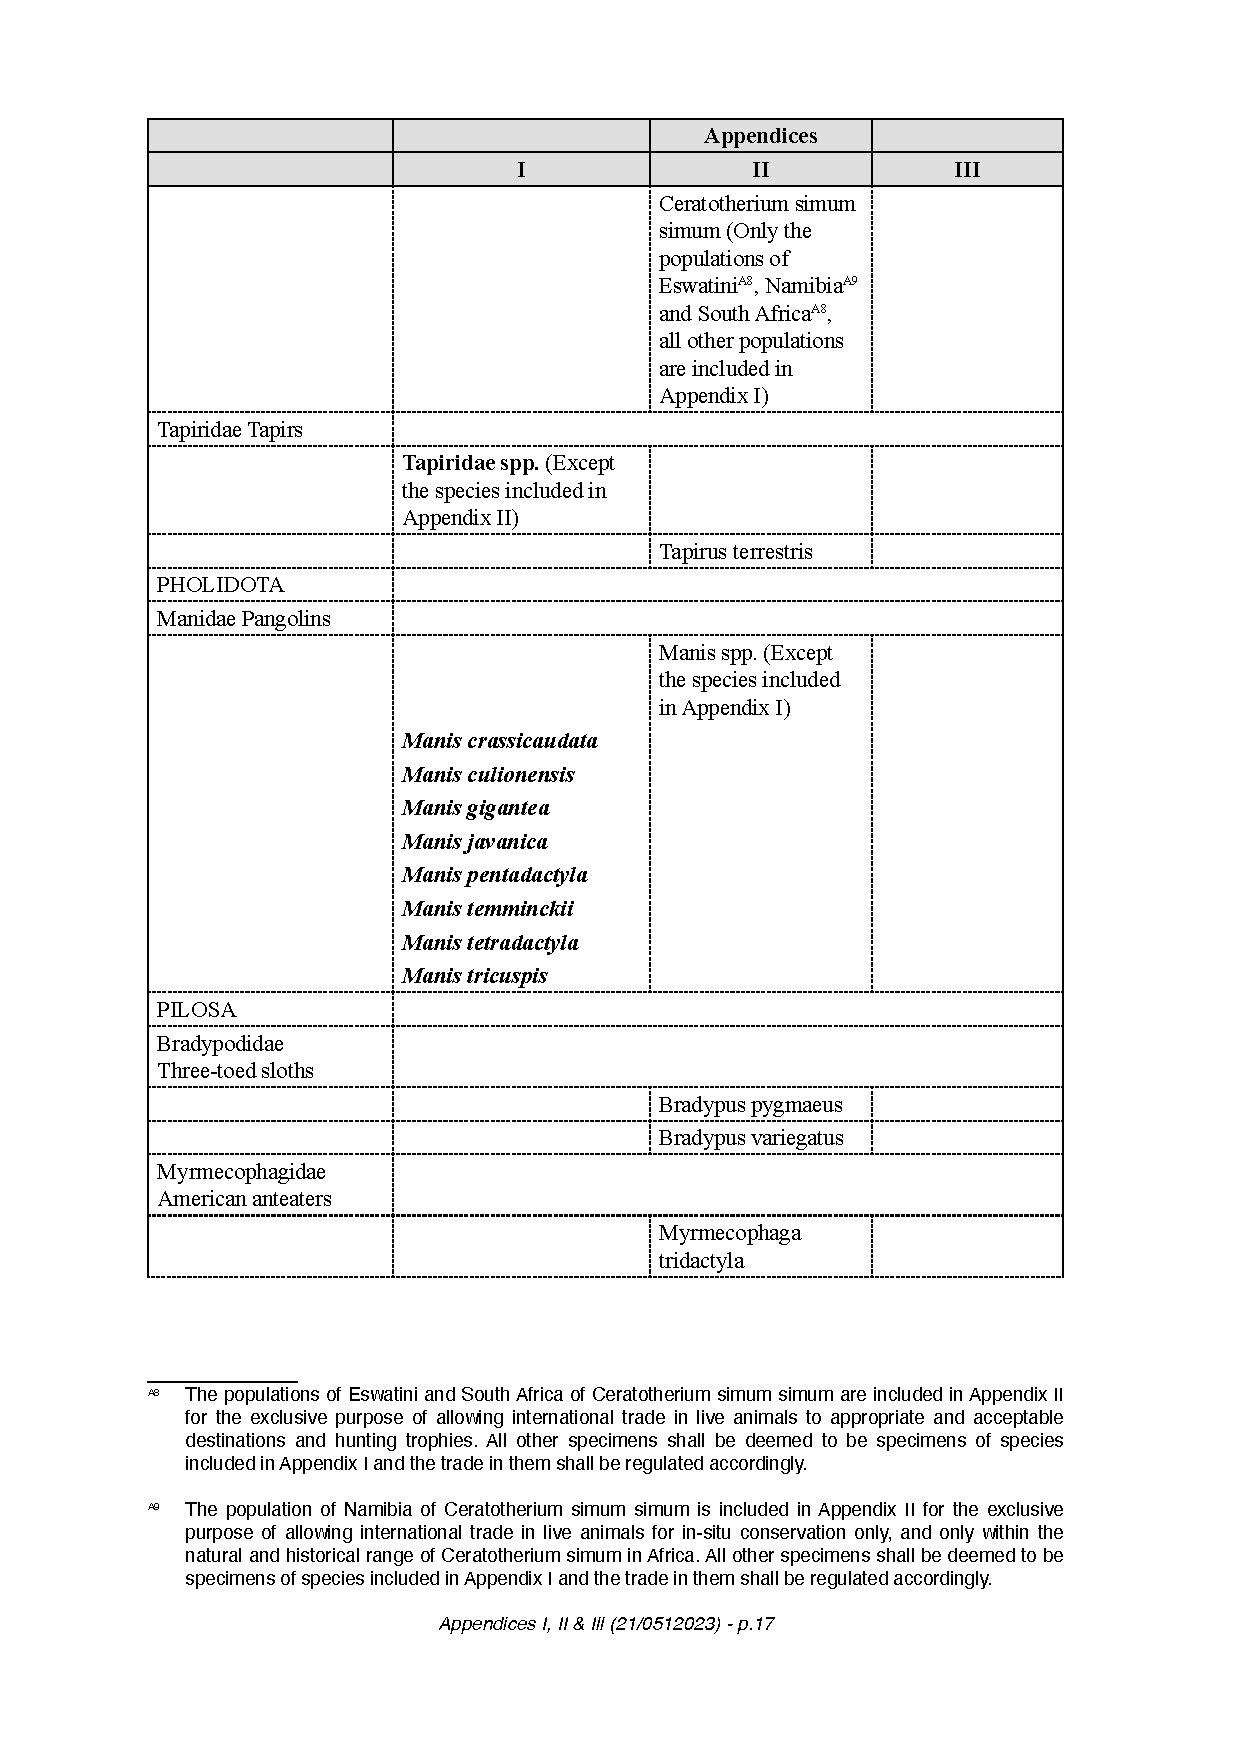 Appendices
I II III
Ceratotherium simum
simum (Only the
populations of
Eswatini^A8, Namibia^A9
and South Africa^A8,
all other populations
are included in
Appendix I)
Tapiridae Tapirs
Tapiridae spp. (Except
the species included in
Appendix II)
Tapirus terrestris
PHOLIDOTA
Manidae Pangolins
Manis spp. (Except
the species included
in Appendix I)
Manis crassicaudata
Manis culionensis
Manis gigantea
Manis javanica
Manis pentadactyla
Manis temminckii
Manis tetradactyla
Manis tricuspis
PILOSA
Bradypodidae
Three-toed sloths
Bradypus pygmaeus
Bradypus variegatus
Myrmecophagidae
American anteaters
Myrmecophaga
tridactyla
A8 The populations of Eswatini and South Africa of Ceratotherium simum simum are included in Appendix II
for the exclusive purpose of allowing international trade in live animals to appropriate and acceptable
destinations and hunting trophies. All other specimens shall be deemed to be specimens of species
included in Appendix I and the trade in them shall be regulated accordingly.
A9 The population of Namibia of Ceratotherium simum simum is included in Appendix II for the exclusive
purpose of allowing international trade in live animals for in-situ conservation only, and only within the
natural and historical range of Ceratotherium simum in Africa. All other specimens shall be deemed to be
specimens of species included in Appendix I and the trade in them shall be regulated accordingly.
Appendices I, II & III (21/0512023) - p.17